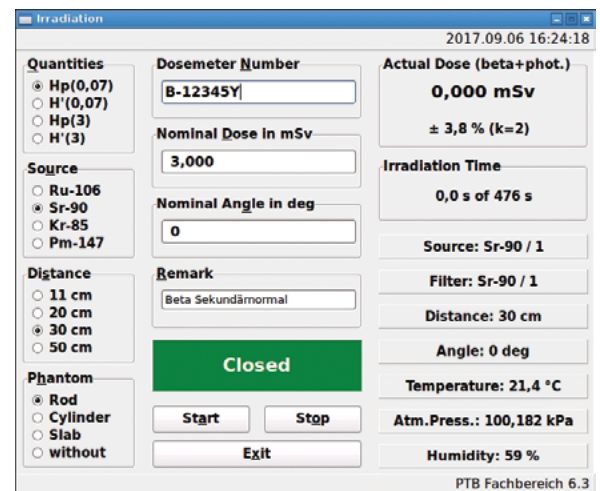 Irradiation
2017.09.06 16:24:18
Quantities
Hp(0,07)
H'(0,07)
Hp(3)
H'(3)
Source
Ru-106
Sr-90
Kr-85
Pm-147
Distance
11 cm
20 cm
30 cm
50 cm
Phantom
Rod
Cylinder
Slab
without
Dosemeter Number
B-12345Y
Nominal Dose in mSv
3,000
Nominal Angle in deg
0
Remark
Beta Sekundärnormal
Closed
Start Stop
Exit
Actual Dose (beta+phot.)
0,000 mSv
± 3,8 % (k=2)
Irradiation Time
0,0 s of 476 s
Source: Sr-90 / 1
Filter: Sr-90 / 1
Distance: 30 cm
Angle: 0 deg
Temperature: 21,4 °C
Atm.Press.: 100,182 kPa
Humidity: 59 %
PTB Fachbereich 6.3